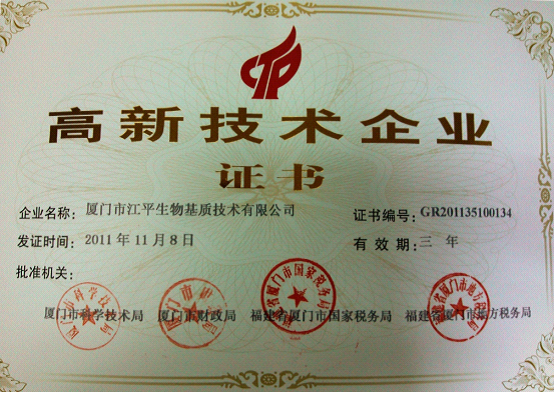 高新技术企业
证书
企业名称：厦门市江平生物基质技术有限公司 证书编号：GR201135100134
发证时间：2011年11月8日 有效期：三年
批准机关：
厦门市科学技术局 厦门市财政局 福建省厦门市国家税务局 福建省厦门市地方税务局